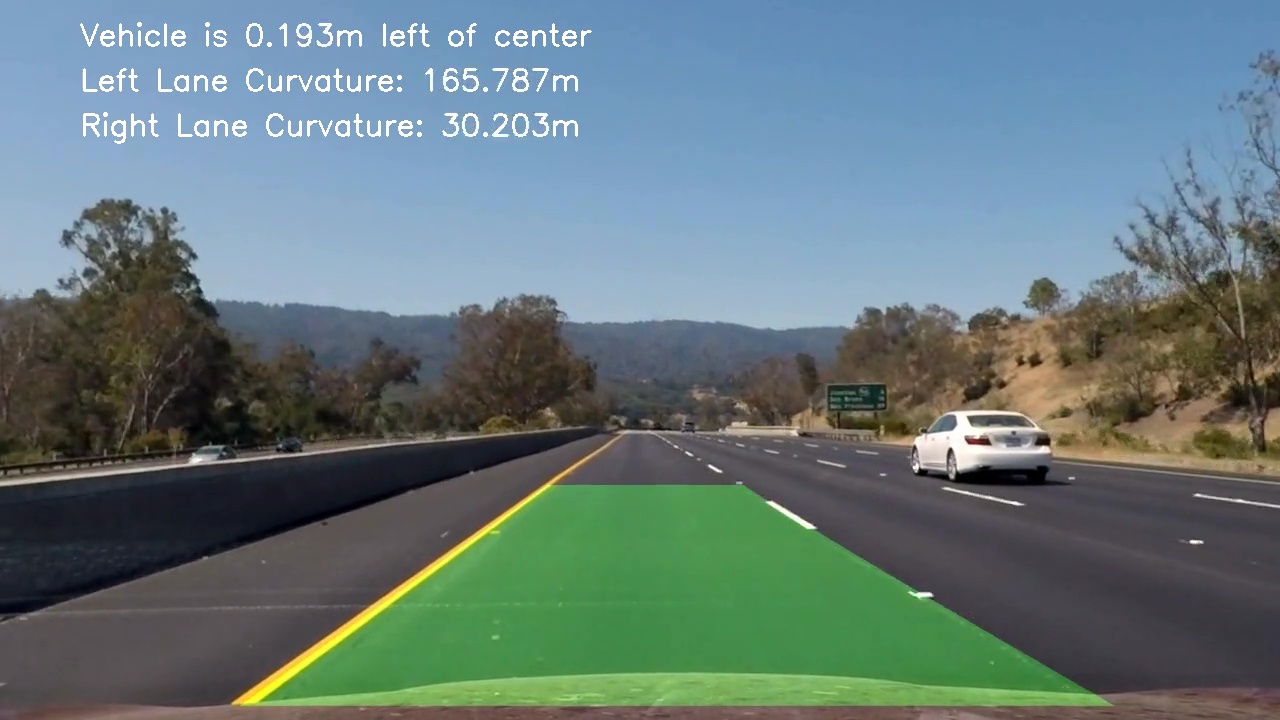 Vehicle is 0.193m left of center
Left Lane Curvature: 165.787m
Right Lane Curvature: 30.203m